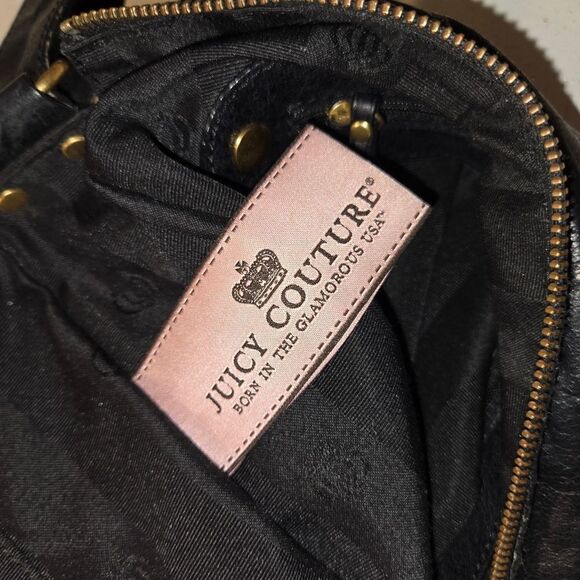 JUICY COUTURE®
BORN IN THE GLAMOROUS USA™